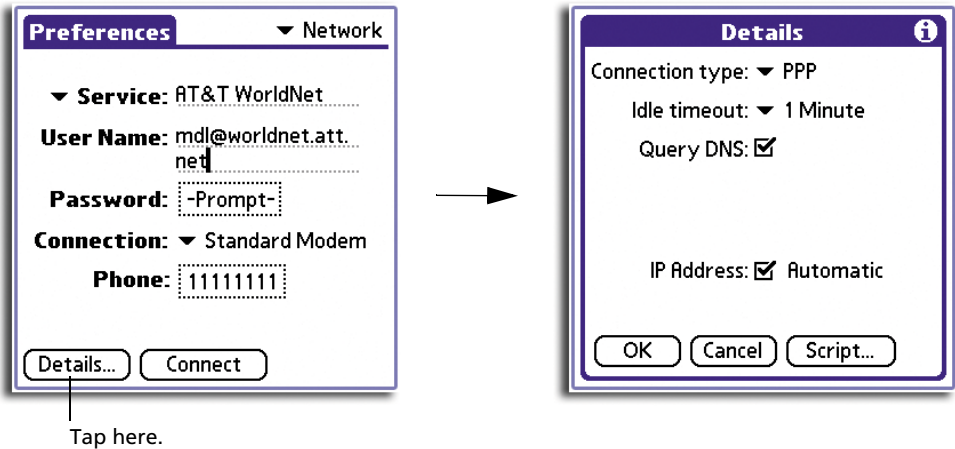 Preferences
Network
Service: AT&T WorldNet
User Name: mdl@worldnet.att.
net
Password: -Prompt-
Connection: Standard Modem
Phone: 11111111
Details... Connect
Tap here.
Details
Connection type: PPP
Idle timeout: 1 Minute
Query DNS:
IP Address: Automatic
OK Cancel Script...